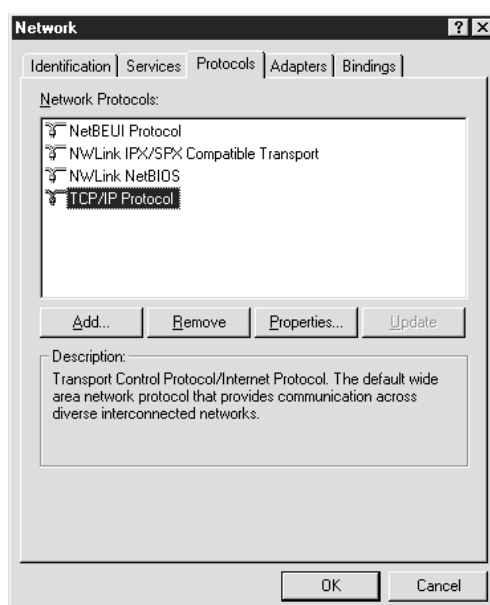 Network
Identification Services Protocols Adapters Bindings
Network Protocols:
NetBEUI Protocol
NWLink IPX/SPX Compatible Transport
NWLink NetBIOS
TCP/IP Protocol
Add... Remove Properties... Update
Description:
Transport Control Protocol/Internet Protocol. The default wide
area network protocol that provides communication across
diverse interconnected networks.
OK Cancel